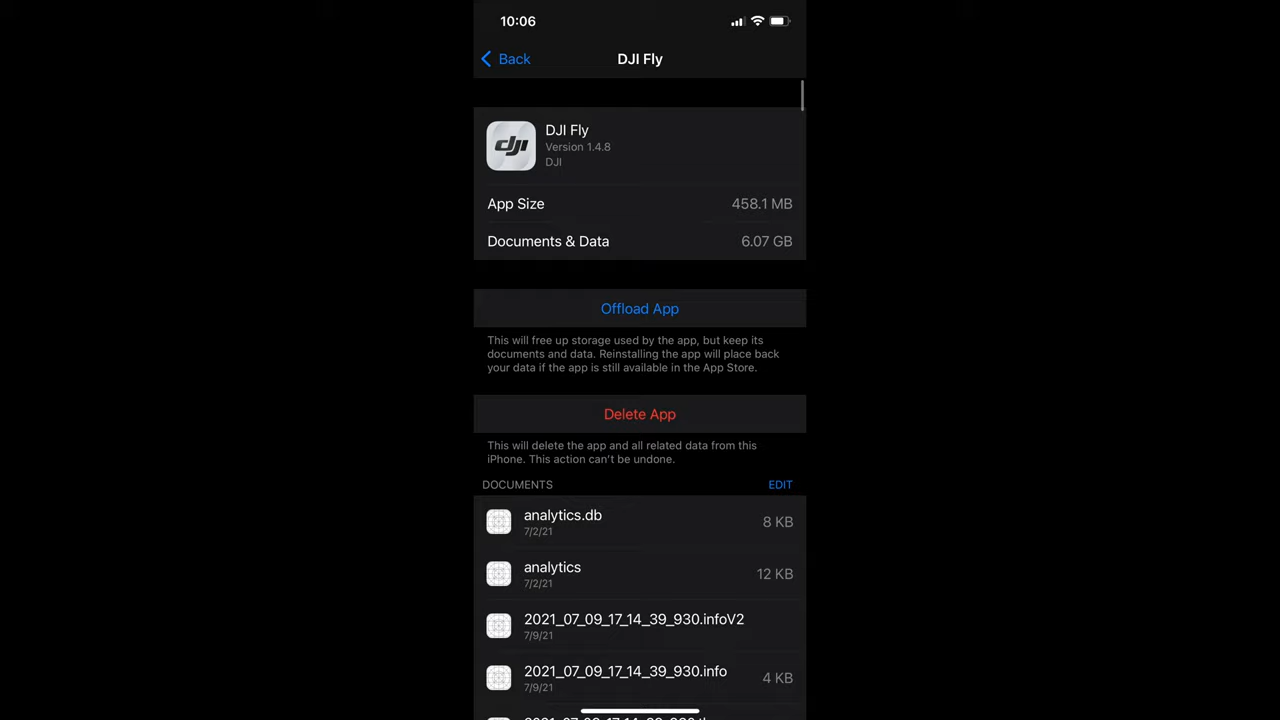 10:06
Back
DJI Fly
dji
DJI Fly
Version 1.4.8
DJI
App Size 458.1 MB
Documents & Data 6.07 GB
Offload App
This will free up storage used by the app, but keep its
documents and data. Reinstalling the app will place back
your data if the app is still available in the App Store.
Delete App
This will delete the app and all related data from this
iPhone. This action can't be undone.
DOCUMENTS EDIT
analytics.db 8 KB
7/2/21
analytics 12 KB
7/2/21
2021_07_09_17_14_39_930.infoV2
7/9/21
2021_07_09_17_14_39_930.info 4 KB
7/9/21